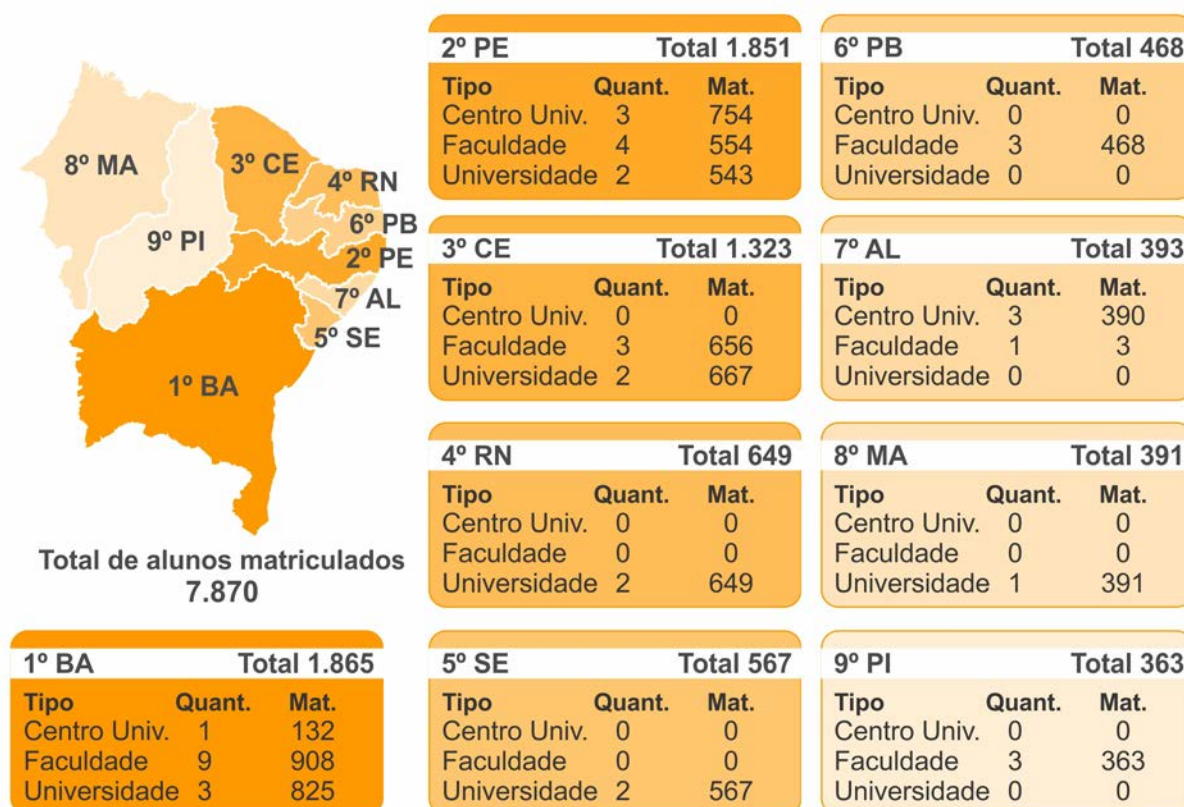 8º MA
3º CE
4º RN
6º PB
9º PI
2º PE
7º AL
5º SE
1º BA
Total de alunos matriculados
7.870
1º BA Total 1.865
Tipo Quant. Mat.
Centro Univ. 1 132
Faculdade 9 908
Universidade 3 825
2º PE Total 1.851
Tipo Quant. Mat.
Centro Univ. 3 754
Faculdade 4 554
Universidade 2 543
3º CE Total 1.323
Tipo Quant. Mat.
Centro Univ. 0 0
Faculdade 3 656
Universidade 2 667
4º RN Total 649
Tipo Quant. Mat.
Centro Univ. 0 0
Faculdade 0 0
Universidade 2 649
5º SE Total 567
Tipo Quant. Mat.
Centro Univ. 0 0
Faculdade 0 0
Universidade 2 567
6º PB Total 468
Tipo Quant. Mat.
Centro Univ. 0 0
Faculdade 3 468
Universidade 0 0
7º AL Total 393
Tipo Quant. Mat.
Centro Univ. 3 390
Faculdade 1 3
Universidade 0 0
8º MA Total 391
Tipo Quant. Mat.
Centro Univ. 0 0
Faculdade 0 0
Universidade 1 391
9º PI Total 363
Tipo Quant. Mat.
Centro Univ. 0 0
Faculdade 3 363
Universidade 0 0